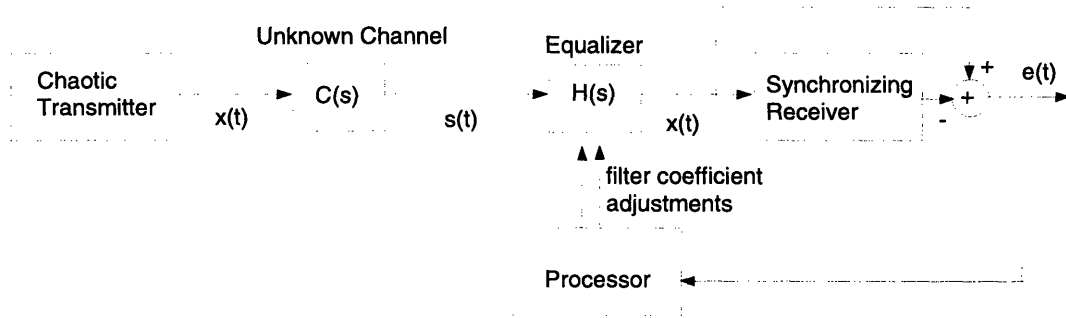 Unknown Channel
Equalizer
Chaotic
Transmitter
x(t)
C(s)
s(t)
H(s)
x(t)
Synchronizing
Receiver
+
+
-
e(t)
filter coefficient
adjustments
Processor